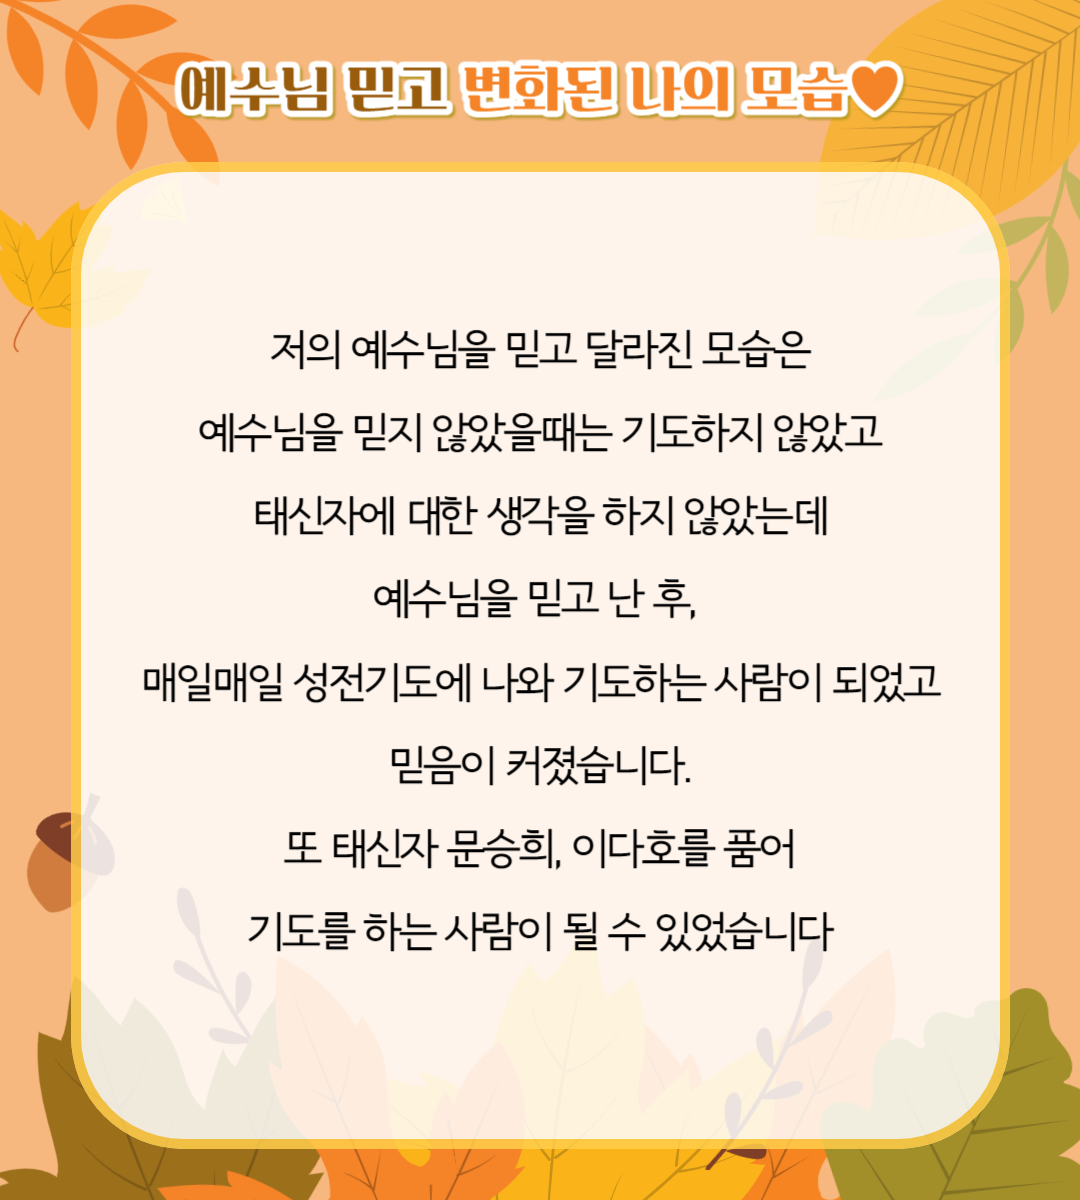 예수님 믿고 변화된 나의 모습♥
저의 예수님을 믿고 달라진 모습은
예수님을 믿지 않았을때는 기도하지 않았고
태신자에 대한 생각을 하지 않았는데
예수님을 믿고 난 후,
매일매일 성전기도에 나와 기도하는 사람이 되었고
믿음이 커졌습니다.
또 태신자 문승희, 이다호를 품어
기도를 하는 사람이 될 수 있었습니다